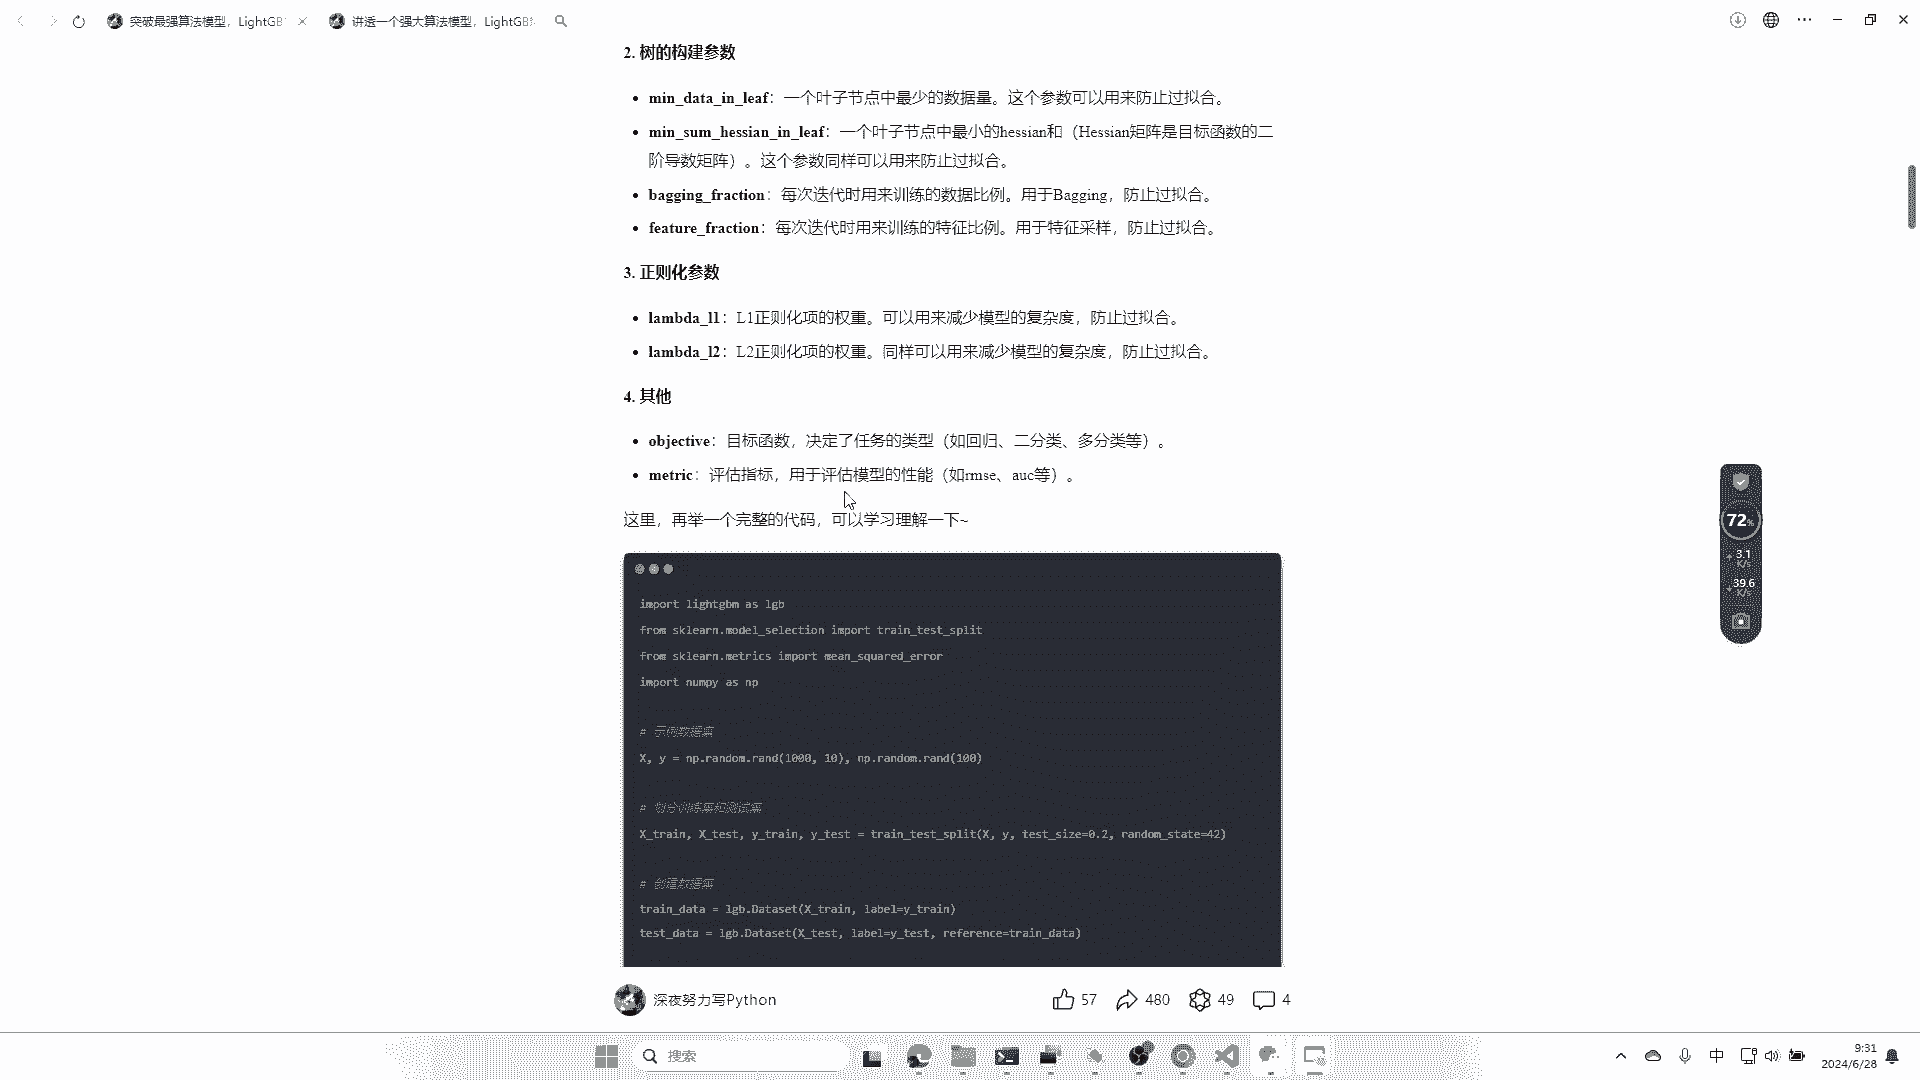 突破最强算法模型，LightGB
讲透一个强大算法模型，LightGB
2. 树的构建参数
min_data_in_leaf：一个叶子节点中最少的数据量。这个参数可以用来防止过拟合。
min_sum_hessian_in_leaf：一个叶子节点中最小的hessian和（Hessian矩阵是目标函数的二
阶导数矩阵）。这个参数同样可以用来防止过拟合。
bagging_fraction：每次迭代时用来训练的数据比例。用于Bagging，防止过拟合。
feature_fraction：每次迭代时用来训练的特征比例。用于特征采样，防止过拟合。
3. 正则化参数
lambda_l1：L1正则化项的权重。可以用来减少模型的复杂度，防止过拟合。
lambda_l2：L2正则化项的权重。同样可以用来减少模型的复杂度，防止过拟合。
4. 其他
objective：目标函数，决定了任务的类型（如回归、二分类、多分类等）。
metric：评估指标，用于评估模型的性能（如rmse、auc等）。
这里，再举一个完整的代码，可以学习理解一下~
import lightgbm as lgb
from sklearn.model_selection import train_test_split
from sklearn.metrics import mean_squared_error
import numpy as np
# 示例数据集
X, y = np.random.rand(1000, 10), np.random.rand(100)
# 划分训练集和测试集
X_train, X_test, y_train, y_test = train_test_split(X, y, test_size=0.2, random_state=42)
# 创建数据集
train_data = lgb.Dataset(X_train, label=y_train)
test_data = lgb.Dataset(X_test, label=y_test, reference=train_data)
72%
3.1
K/s
39.6
K/s
深夜努力写Python
57
480
49
4
搜索
中
9:31
2024/6/28